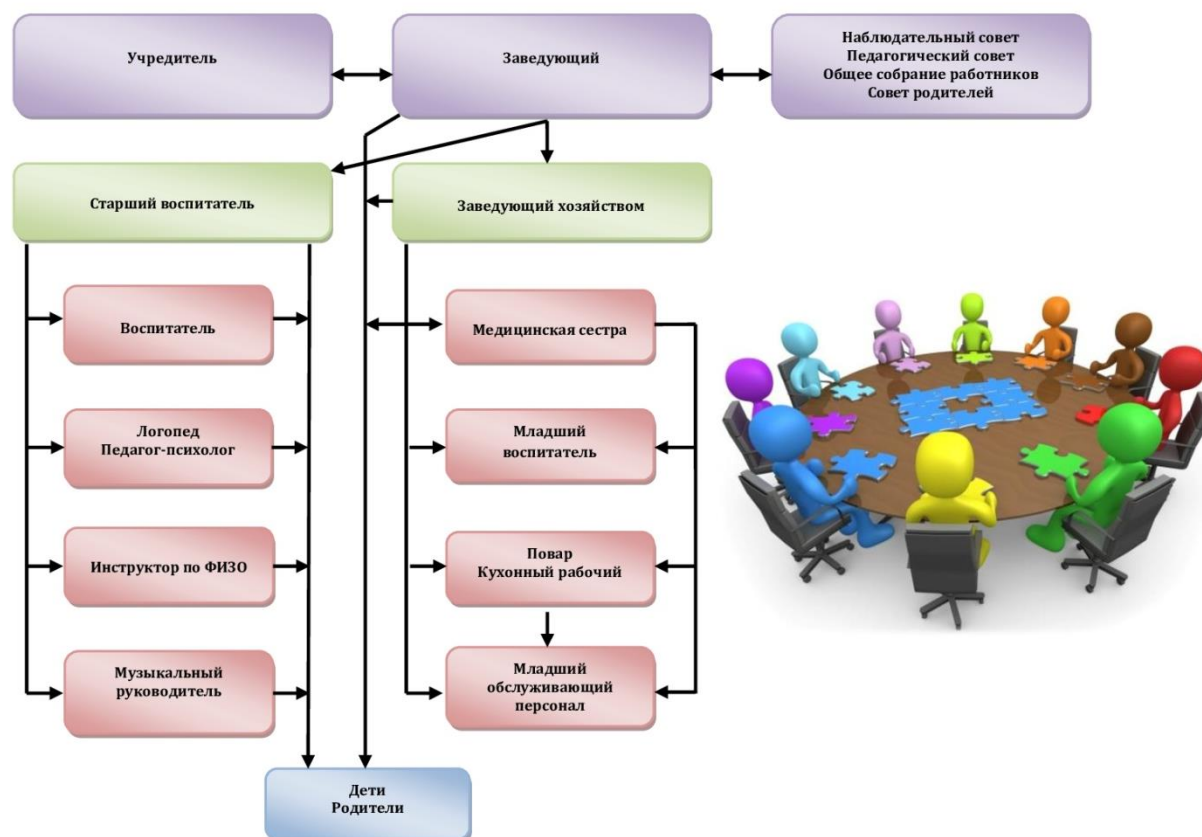 Учредитель
Заведующий
Наблюдательный совет
Педагогический совет
Общее собрание работников
Совет родителей
Старший воспитатель
Заведующий хозяйством
Воспитатель
Медицинская сестра
Логопед
Педагог-психолог
Младший
воспитатель
Инструктор по ФИЗО
Повар
Кухонный рабочий
Музыкальный
руководитель
Младший
обслуживающий
персонал
Дети
Родители